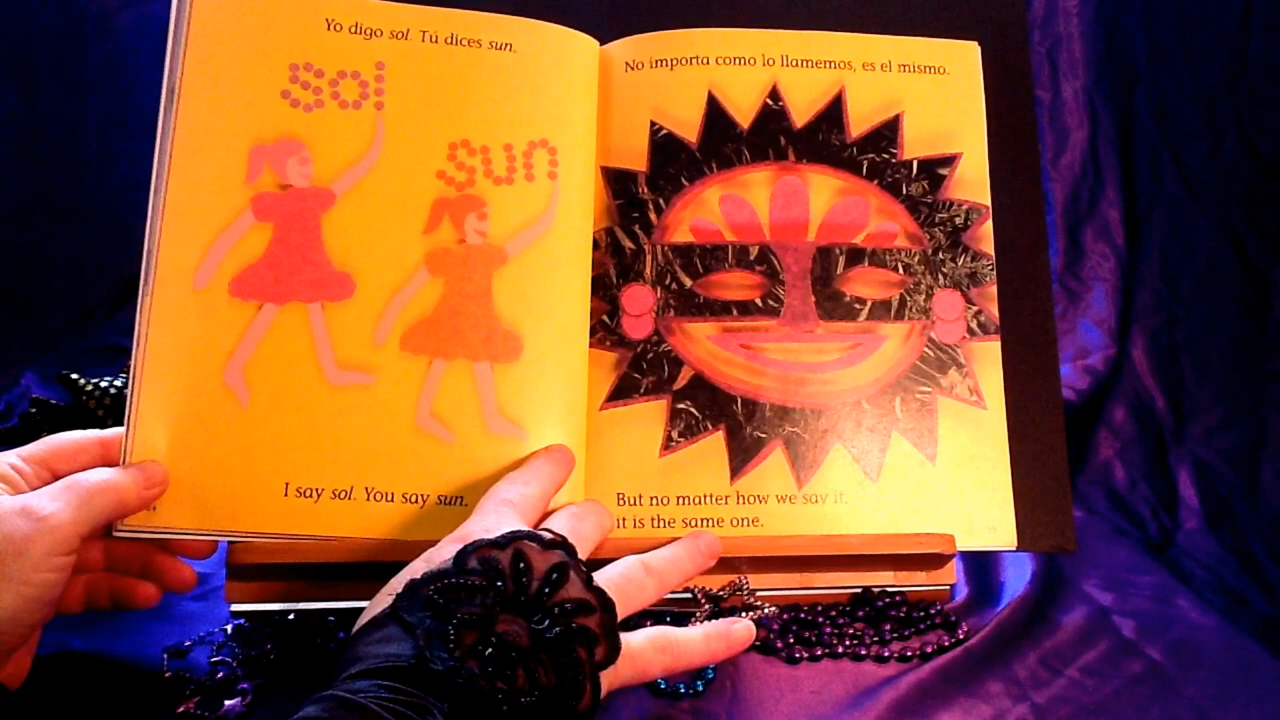 Yo digo sol. Tú dices sun.
sol
sun
I say sol. You say sun.
No importa como lo llamemos, es el mismo.
But no matter how we say it,
it is the same one.